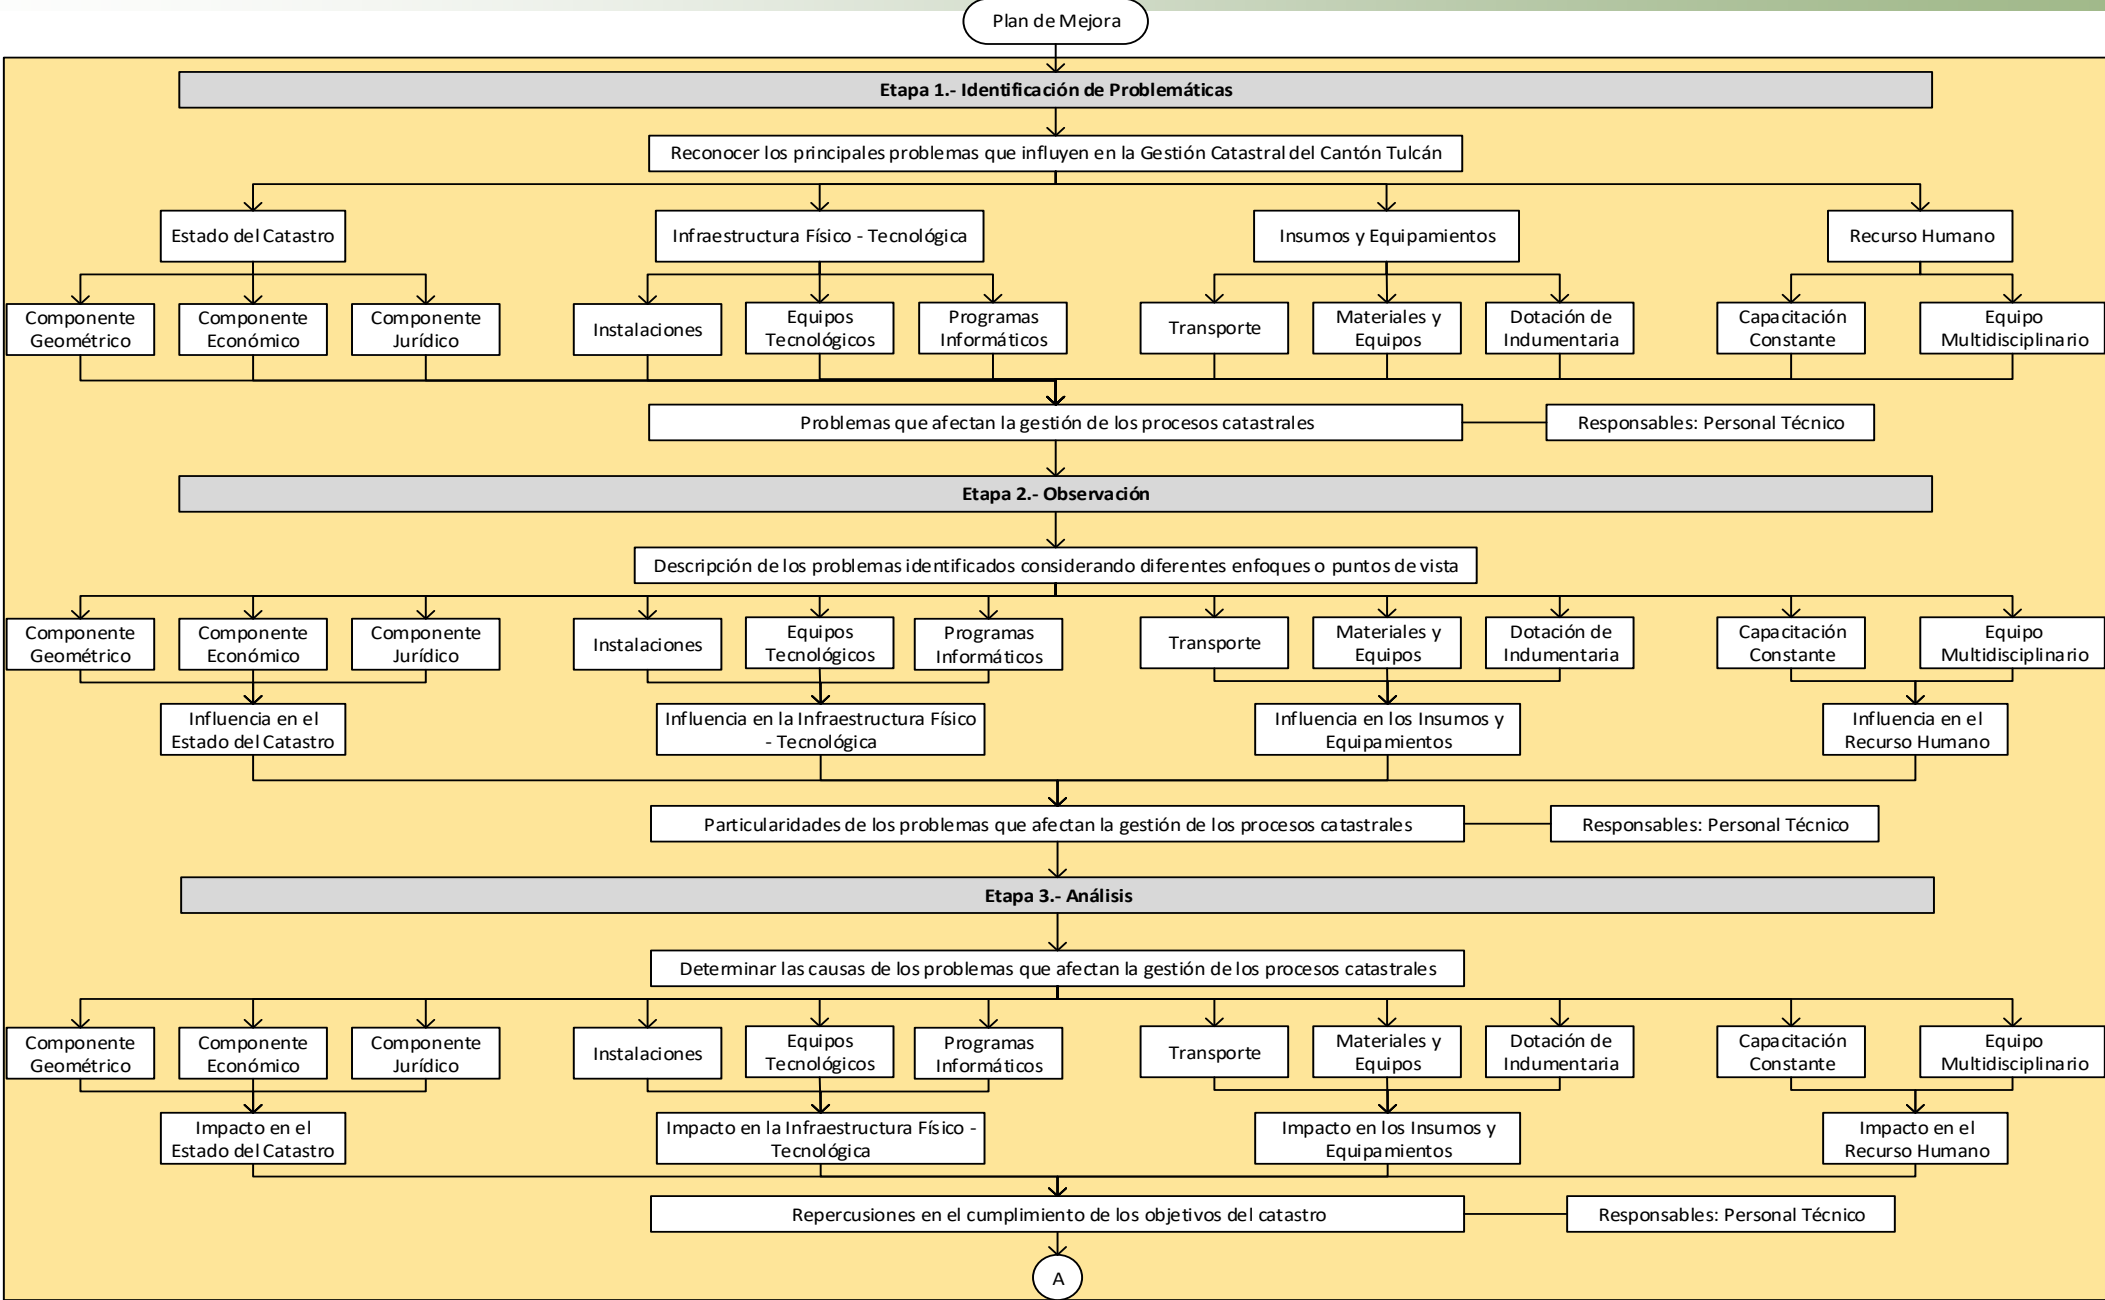 Plan de Mejora
Etapa 1.- Identificación de Problemáticas
Reconocer los principales problemas que influyen en la Gestión Catastral del Cantón Tulcán
Estado del Catastro
Infraestructura Físico - Tecnológica
Insumos y Equipamientos
Recurso Humano
Componente
Geométrico
Componente
Económico
Componente
Jurídico
Instalaciones
Equipos
Tecnológicos
Programas
Informáticos
Transporte
Materiales y
Equipos
Dotación de
Indumentaria
Capacitación
Constante
Equipo
Multidisciplinario
Problemas que afectan la gestión de los procesos catastrales
Responsables: Personal Técnico
Etapa 2.- Observación
Descripción de los problemas identificados considerando diferentes enfoques o puntos de vista
Componente
Geométrico
Componente
Económico
Componente
Jurídico
Instalaciones
Equipos
Tecnológicos
Programas
Informáticos
Transporte
Materiales y
Equipos
Dotación de
Indumentaria
Capacitación
Constante
Equipo
Multidisciplinario
Influencia en el
Estado del Catastro
Influencia en la Infraestructura Físico
- Tecnológica
Influencia en los Insumos y
Equipamientos
Influencia en el
Recurso Humano
Particularidades de los problemas que afectan la gestión de los procesos catastrales
Responsables: Personal Técnico
Etapa 3.- Análisis
Determinar las causas de los problemas que afectan la gestión de los procesos catastrales
Componente
Geométrico
Componente
Económico
Componente
Jurídico
Instalaciones
Equipos
Tecnológicos
Programas
Informáticos
Transporte
Materiales y
Equipos
Dotación de
Indumentaria
Capacitación
Constante
Equipo
Multidisciplinario
Impacto en el
Estado del Catastro
Impacto en la Infraestructura Físico -
Tecnológica
Impacto en los Insumos y
Equipamientos
Impacto en el
Recurso Humano
Repercusiones en el cumplimiento de los objetivos del catastro
Responsables: Personal Técnico
A